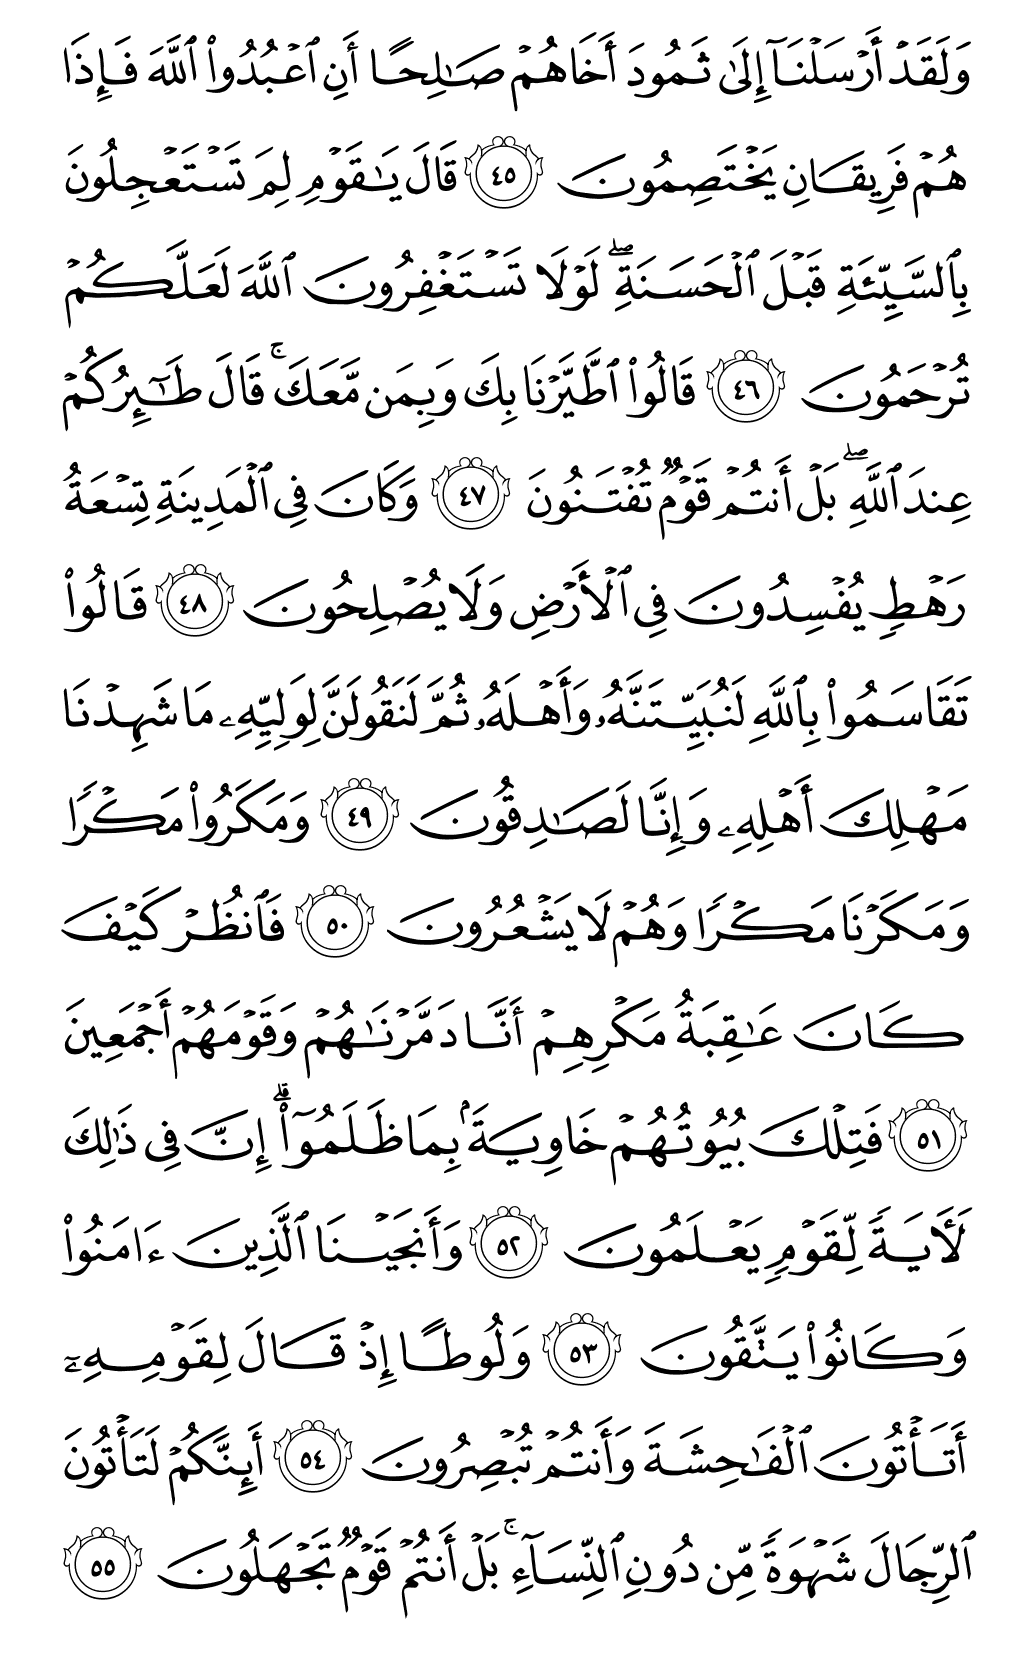 وَلَقَدۡ أَرۡسَلۡنَآ إِلَىٰ ثَمُودَ أَخَاهُمۡ صَٰلِحًا أَنِ ٱعۡبُدُواْ ٱللَّهَ فَإِذَا
هُمۡ فَرِيقَانِ يَخۡتَصِمُونَ ٤٥ قَالَ يَٰقَوۡمِ لِمَ تَسۡتَعۡجِلُونَ
بِٱلسَّيِّئَةِ قَبۡلَ ٱلۡحَسَنَةِۖ لَوۡلَا تَسۡتَغۡفِرُونَ ٱللَّهَ لَعَلَّكُمۡ
تُرۡحَمُونَ ٤٦ قَالُواْ ٱطَّيَّرۡنَا بِكَ وَبِمَن مَّعَكَۚ قَالَ طَٰٓئِرُكُمۡ
عِندَ ٱللَّهِۖ بَلۡ أَنتُمۡ قَوۡمٞ تُفۡتَنُونَ ٤٧ وَكَانَ فِي ٱلۡمَدِينَةِ تِسۡعَةُ
رَهۡطٖ يُفۡسِدُونَ فِي ٱلۡأَرۡضِ وَلَا يُصۡلِحُونَ ٤٨ قَالُواْ
تَقَاسَمُواْ بِٱللَّهِ لَنُبَيِّتَنَّهُۥ وَأَهۡلَهُۥ ثُمَّ لَنَقُولَنَّ لِوَلِيِّهِۦ مَا شَهِدۡنَا
مَهۡلِكَ أَهۡلِهِۦ وَإِنَّا لَصَٰدِقُونَ ٤٩ وَمَكَرُواْ مَكۡرٗا
وَمَكَرۡنَا مَكۡرٗا وَهُمۡ لَا يَشۡعُرُونَ ٥٠ فَٱنظُرۡ كَيۡفَ
كَانَ عَٰقِبَةُ مَكۡرِهِمۡ أَنَّا دَمَّرۡنَٰهُمۡ وَقَوۡمَهُمۡ أَجۡمَعِينَ
٥١ فَتِلۡكَ بُيُوتُهُمۡ خَاوِيَةَۢ بِمَا ظَلَمُوٓاْۗ إِنَّ فِي ذَٰلِكَ
لَأٓيَةٗ لِّقَوۡمٖ يَعۡلَمُونَ ٥٢ وَأَنجَيۡنَا ٱلَّذِينَ ءَامَنُواْ
وَكَانُواْ يَتَّقُونَ ٥٣ وَلُوطًا إِذۡ قَالَ لِقَوۡمِهِۦٓ
أَتَأۡتُونَ ٱلۡفَٰحِشَةَ وَأَنتُمۡ تُبۡصِرُونَ ٥٤ أَئِنَّكُمۡ لَتَأۡتُونَ
ٱلرِّجَالَ شَهۡوَةٗ مِّن دُونِ ٱلنِّسَآءِۚ بَلۡ أَنتُمۡ قَوۡمٞ تَجۡهَلُونَ ٥٥